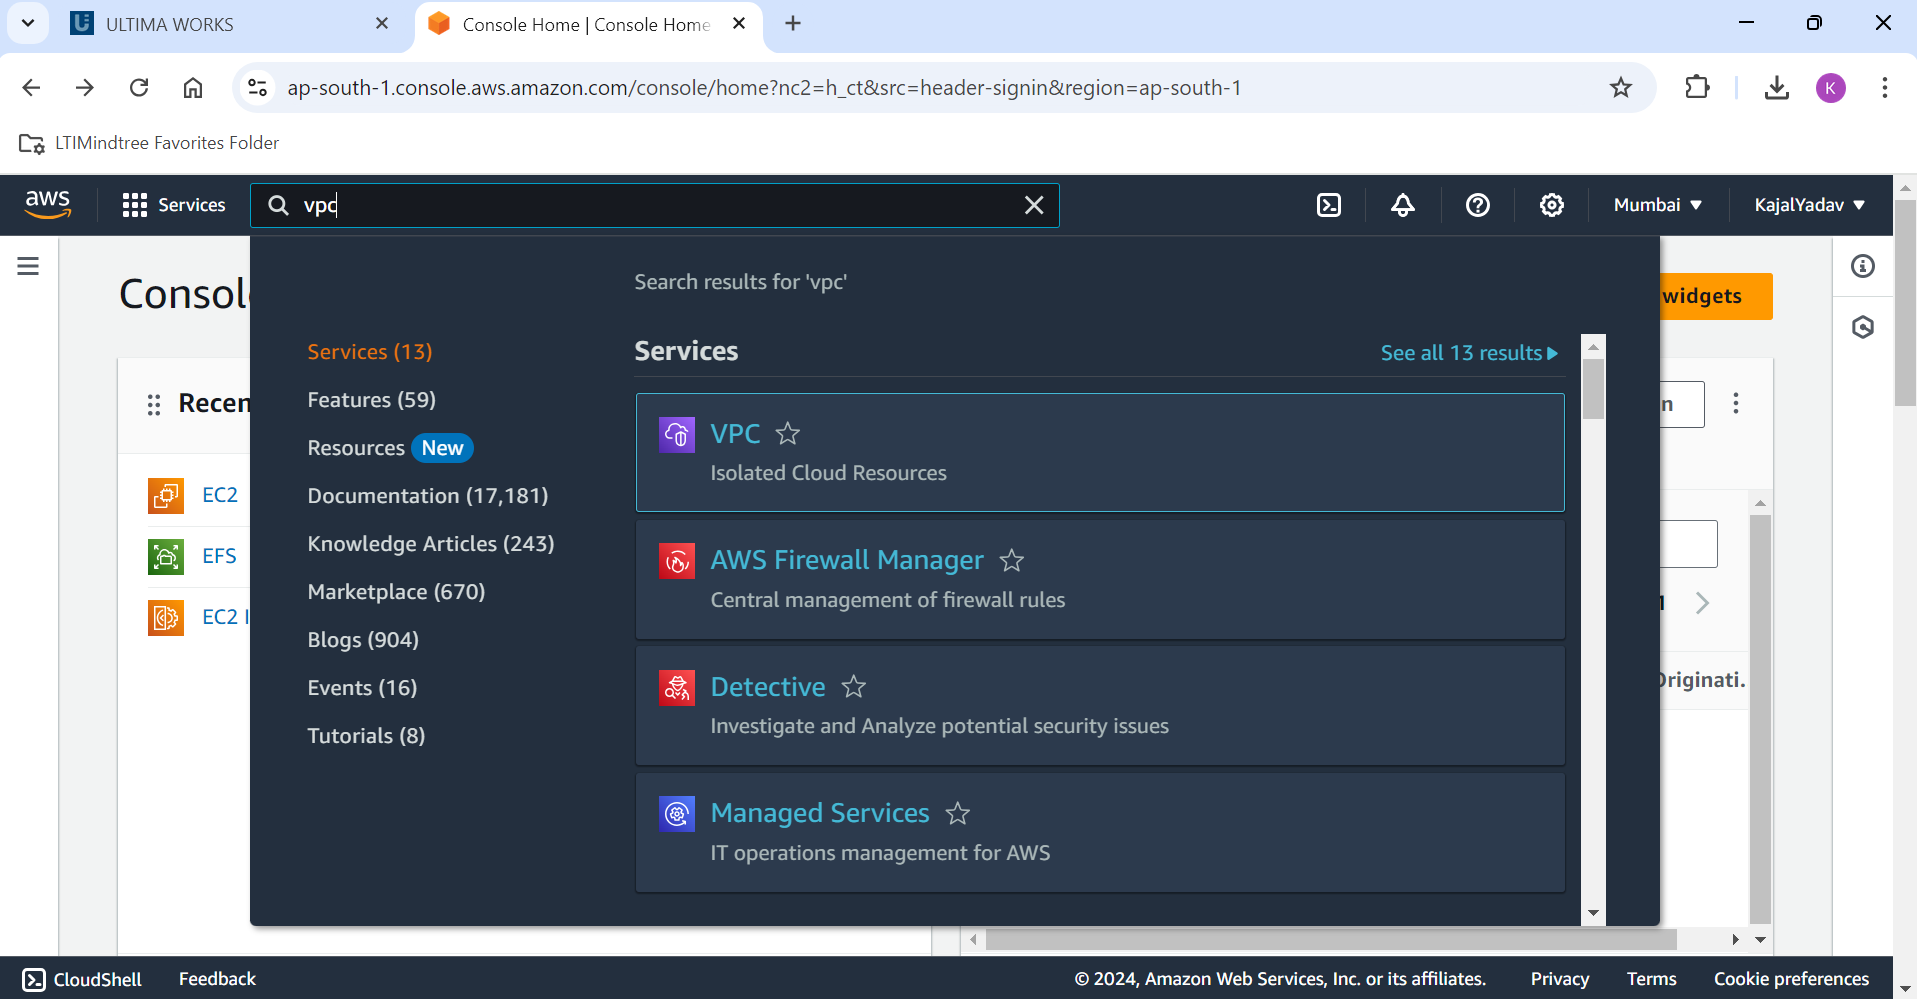 ULTIMA WORKS
Console Home | Console Home
ap-south-1.console.aws.amazon.com/console/home?nc2=h_ct&src=header-signin&region=ap-south-1
K
LTIMindtree Favorites Folder
aws
Services
vpc
Mumbai
KajalYadav
Search results for 'vpc'
Services (13)
Features (59)
Resources New
Documentation (17,181)
Knowledge Articles (243)
Marketplace (670)
Blogs (904)
Events (16)
Tutorials (8)
Services
See all 13 results
VPC
Isolated Cloud Resources
AWS Firewall Manager
Central management of firewall rules
Detective
Investigate and Analyze potential security issues
Managed Services
IT operations management for AWS
Consol
widgets
Recen
n
EC2
EFS
EC2 I
Originati.
CloudShell
Feedback
© 2024, Amazon Web Services, Inc. or its affiliates.
Privacy
Terms
Cookie preferences